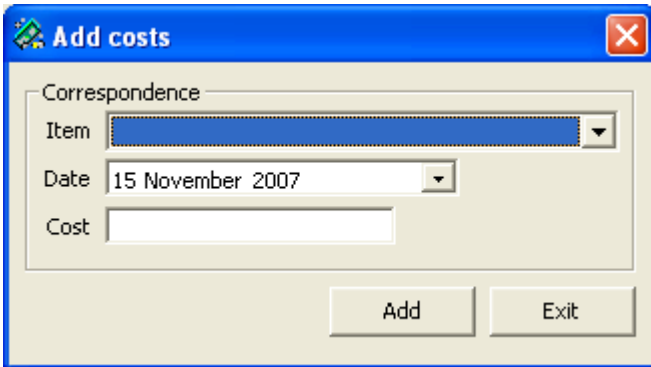 Add costs
Correspondence
Item
Date 15 November 2007
Cost
Add Exit